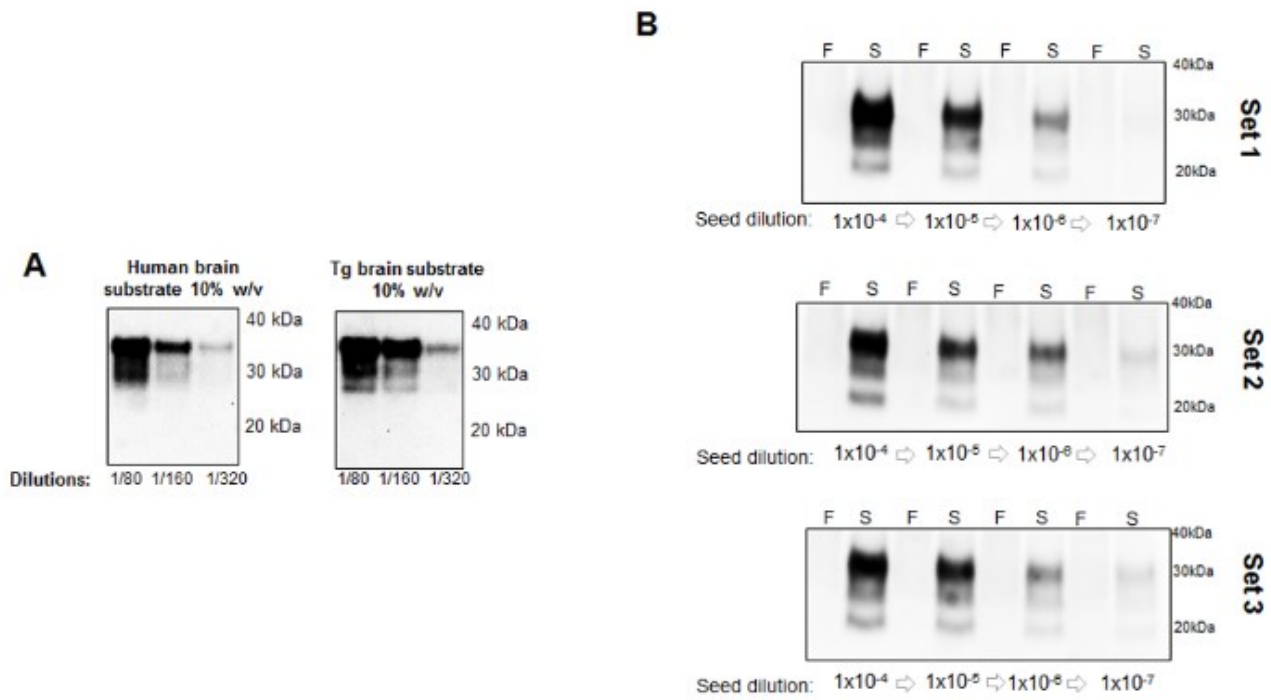 A
Human brain
substrate 10% w/v
Tg brain substrate
10% w/v
40 kDa
30 kDa
20 kDa
40 kDa
30 kDa
20 kDa
Dilutions: 1/80 1/160 1/320 1/80 1/160 1/320
B
F S F S F S F S
40kDa
30kDa
20kDa
Set 1
Seed dilution: 1x10-4 ⇨ 1x10-5 ⇨ 1x10-6 ⇨ 1x10-7
F S F S F S F S
40kDa
30kDa
20kDa
Set 2
Seed dilution: 1x10-4 ⇨ 1x10-5 ⇨ 1x10-6 ⇨ 1x10-7
F S F S F S F S
40kDa
30kDa
20kDa
Set 3
Seed dilution: 1x10-4 ⇨ 1x10-5 ⇨ 1x10-6 ⇨ 1x10-7